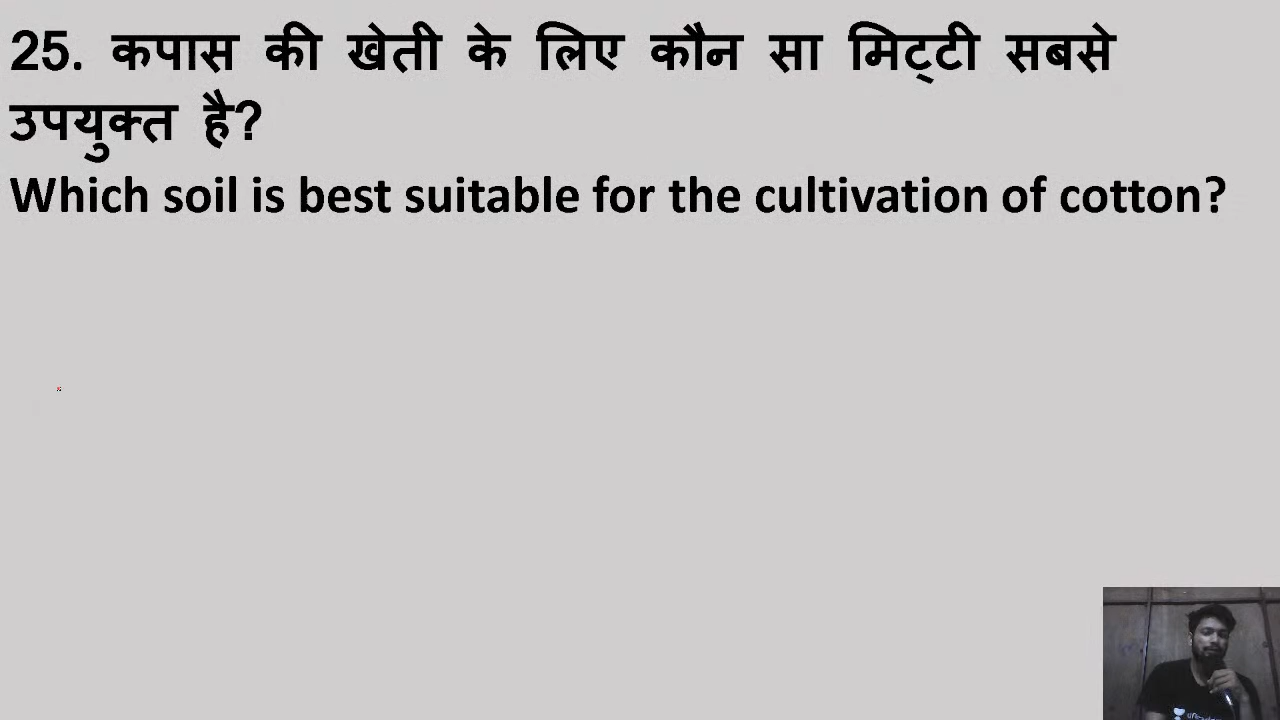 25. कपास की खेती के लिए कौन सा मिट्टी सबसे
उपयुक्त है?
Which soil is best suitable for the cultivation of cotton?